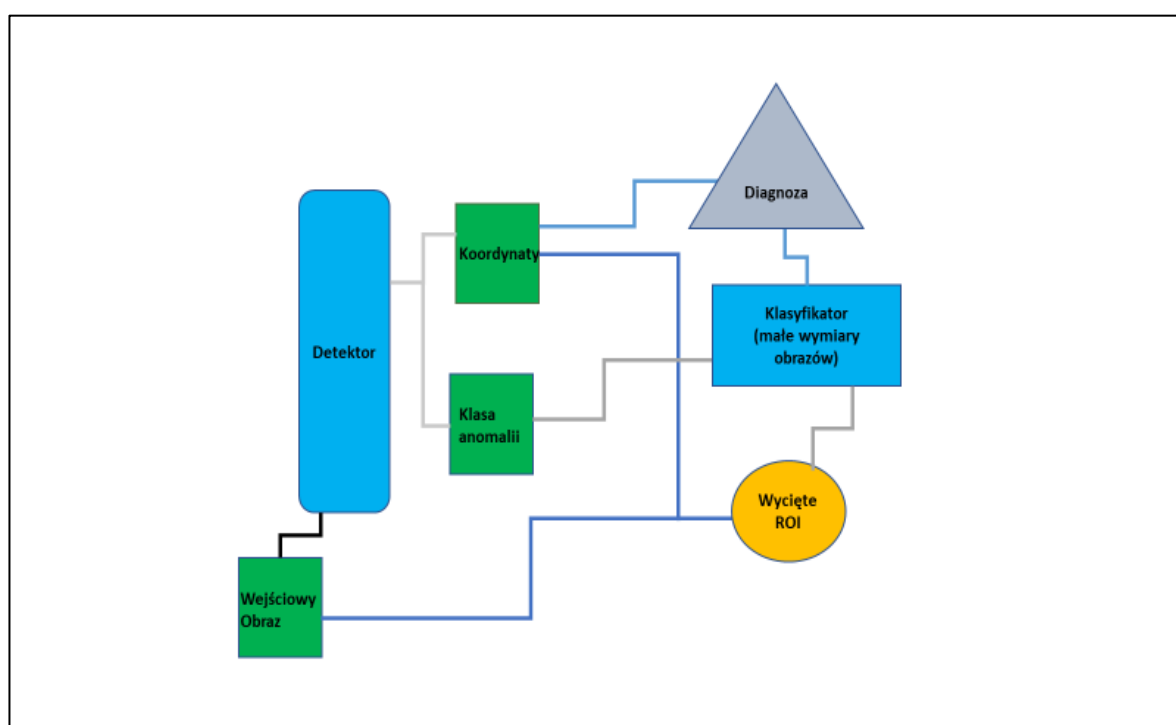 Diagnoza
Koordynaty
Klasyfikator
(małe wymiary
obrazów)
Detektor
Klasa
anomalii
Wycięte
ROI
Wejściowy
Obraz